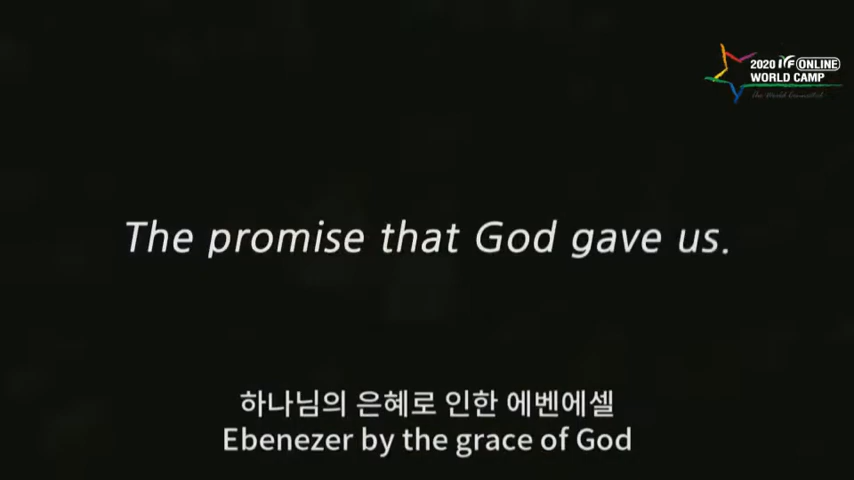 2020 IYF ONLINE
WORLD CAMP
The promise that God gave us.
하나님의 은혜로 인한 에벤에셀
Ebenezer by the grace of God